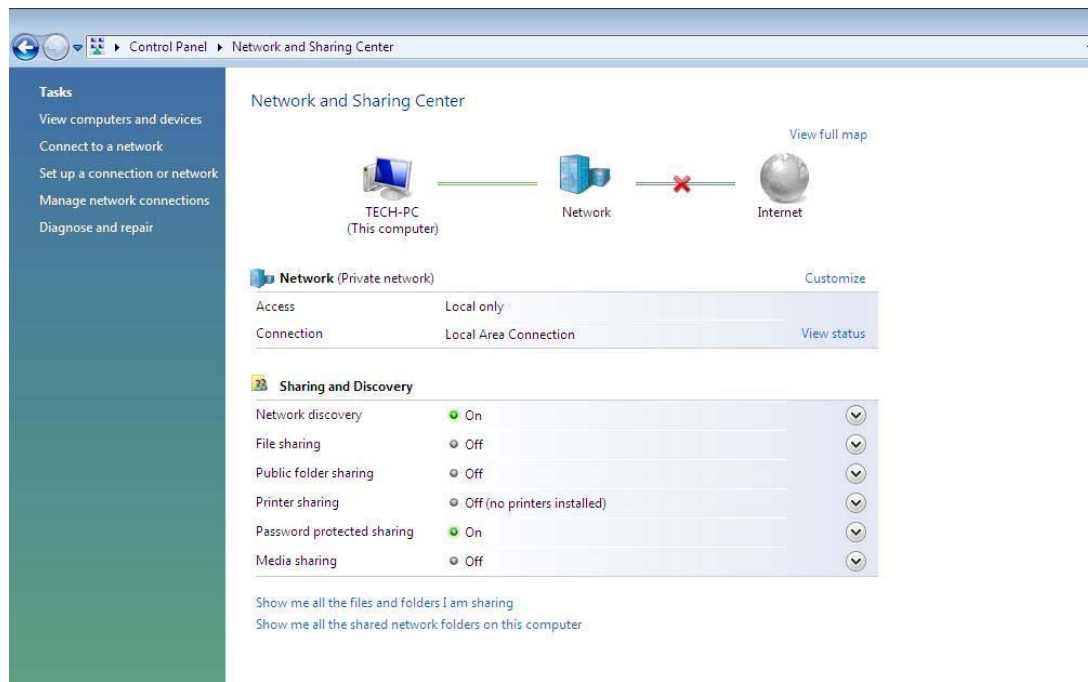 Control Panel Network and Sharing Center
Tasks
View computers and devices
Connect to a network
Set up a connection or network
Manage network connections
Diagnose and repair
Network and Sharing Center
View full map
TECH-PC
(This computer)
Network
Internet
Network (Private network) Customize
Access Local only
Connection Local Area Connection View status
Sharing and Discovery
Network discovery On
File sharing Off
Public folder sharing Off
Printer sharing Off (no printers installed)
Password protected sharing On
Media sharing Off
Show me all the files and folders I am sharing
Show me all the shared network folders on this computer